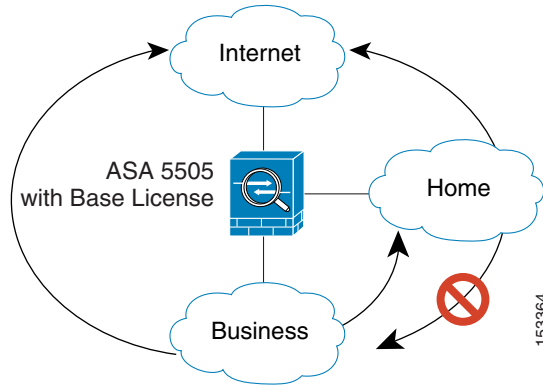 Internet
ASA 5505
with Base License
Home
Business
153364